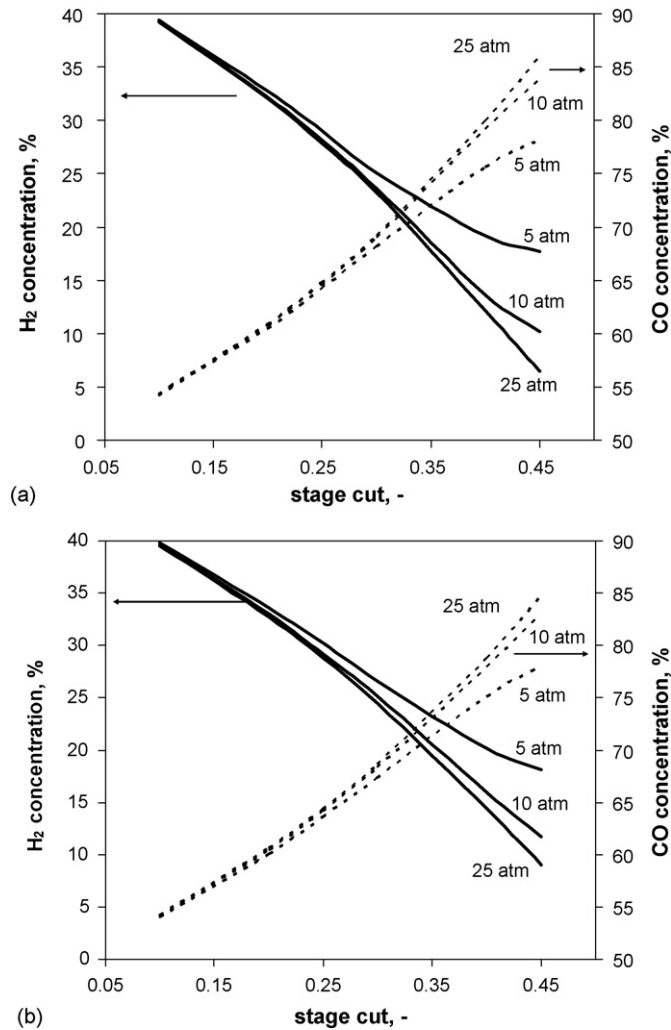 40
35
30
25
20
15
10
5
0
H2 concentration, %
90
85
80
75
70
65
60
55
50
CO concentration, %
25 atm
10 atm
5 atm
5 atm
10 atm
25 atm
0.05 0.15 0.25 0.35 0.45
(a) stage cut, -
40
35
30
25
20
15
10
5
0
H2 concentration, %
90
85
80
75
70
65
60
55
50
CO concentration, %
25 atm
10 atm
5 atm
5 atm
10 atm
25 atm
0.05 0.15 0.25 0.35 0.45
(b) stage cut, -